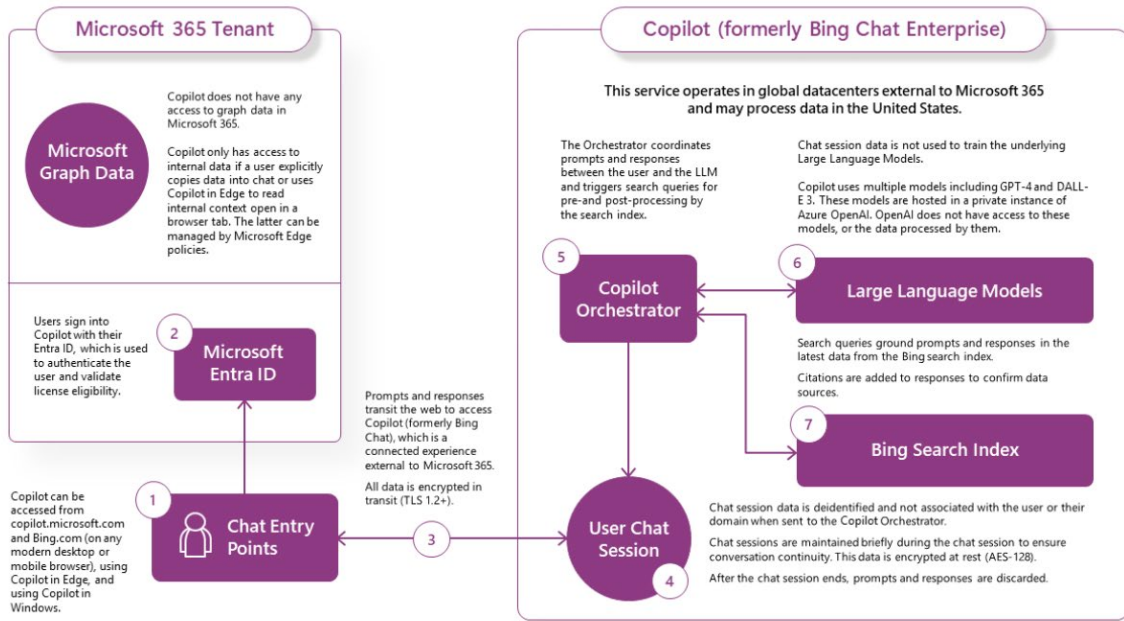 Microsoft 365 Tenant
Copilot does not have any
access to graph data in
Microsoft 365.
Microsoft
Graph Data
Copilot only has access to
internal data if a user explicitly
copies data into chat or uses
Copilot in Edge to read
internal context open in a
browser tab. The latter can be
managed by Microsoft Edge
policies.
Users sign into
Copilot with their
Entra ID, which is used
to authenticate the
user and validate
license eligibility.
2
Microsoft
Entra ID
Copilot can be
accessed from
copilot.microsoft.com
and Bing.com (on any
modern desktop or
mobile browser), using
Copilot in Edge, and
using Copilot in
Windows.
1
Chat Entry
Points
Prompts and responses
transit the web to access
Copilot (formerly Bing
Chat), which is a
connected experience
external to Microsoft 365.
All data is encrypted in
transit (TLS 1.2+).
3
Copilot (formerly Bing Chat Enterprise)
This service operates in global datacenters external to Microsoft 365
and may process data in the United States.
The Orchestrator coordinates
prompts and responses
between the user and the LLM
and triggers search queries for
pre-and post-processing by
the search index.
5
Copilot
Orchestrator
Chat session data is not used to train the underlying
Large Language Models.
Copilot uses multiple models including GPT-4 and DALL-
E 3. These models are hosted in a private instance of
Azure OpenAI. OpenAI does not have access to these
models, or the data processed by them.
6
Large Language Models
Search queries ground prompts and responses in the
latest data from the Bing search index.
Citations are added to responses to confirm data
sources.
7
Bing Search Index
User Chat
Session
4
Chat session data is deidentified and not associated with the user or their
domain when sent to the Copilot Orchestrator.
Chat sessions are maintained briefly during the chat session to ensure
conversation continuity. This data is encrypted at rest (AES-128).
After the chat session ends, prompts and responses are discarded.